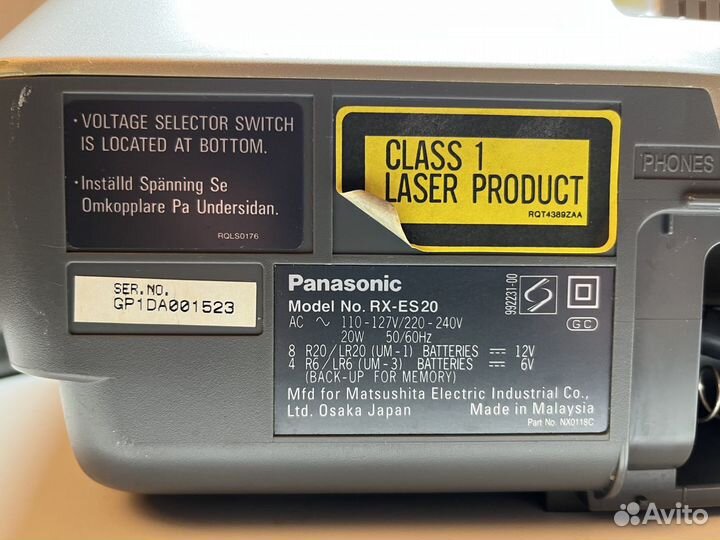 · VOLTAGE SELECTOR SWITCH
IS LOCATED AT BOTTOM.
· Inställd Spänning Se
Omkopplare Pa Undersidan.
RQLS0176
CLASS 1
LASER PRODUCT
RQT4389ZAA
PHONES
SER.NO.
GP1DA001523
Panasonic
Model No. RX-ES20
AC ∼ 110-127V/220-240V
20W 50/60Hz
8 R20/LR20 (UM-1) BATTERIES ⎓ 12V
4 R6/LR6 (UM-3) BATTERIES ⎓ 6V
(BACK-UP FOR MEMORY)
Mfd for Matsushita Electric Industrial Co.,
Ltd. Osaka Japan Made in Malaysia
Part No. NX0118C
992231-00
GC
Avito